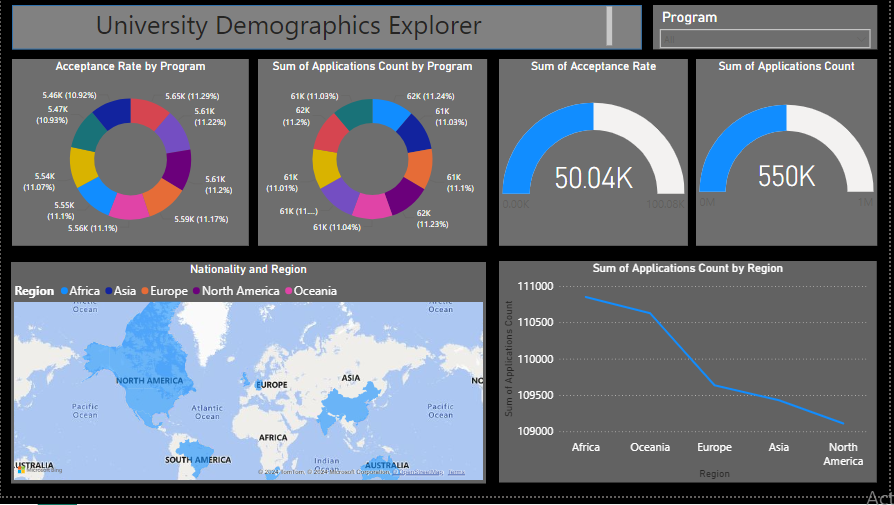 University Demographics Explorer
Program
All
Acceptance Rate by Program
5.46K (10.92%)
5.65K (11.29%)
5.47K
(10.93%)
5.61K
(11.22%)
5.54K
(11.07%)
5.61K
(11.2%)
5.55K
(11.1%)
5.59K (11.17%)
5.56K (11.1%)
Sum of Applications Count by Program
61K (11.03%)
62K (11.24%)
62K
(11.2%)
61K
(11.03%)
61K
(11.01%)
61K
(11.1%)
61K (11....)
62K
(11.23%)
61K (11.04%)
Sum of Acceptance Rate
50.04K
0.00K
100.08K
Sum of Applications Count
550K
0M
1M
Nationality and Region
Region Africa Asia Europe North America Oceania
Arctic
Ocean
Arctic
Ocean
NORTH AMERICA
EUROPE
ASIA
NO
Pacific
Ocean
Atlantic
Ocean
Pacific
Ocean
AFRICA
SOUTH AMERICA
Indian
Ocean
USTRALIA
AUSTRALIA
Microsoft Bing
© 2024 TomTom, © 2024 Microsoft Corporation, © OpenStreetMap Terms
Sum of Applications Count by Region
Sum of Applications Count
111000
110500
110000
109500
109000
Africa
Oceania
Europe
Asia
North
America
Region
Act